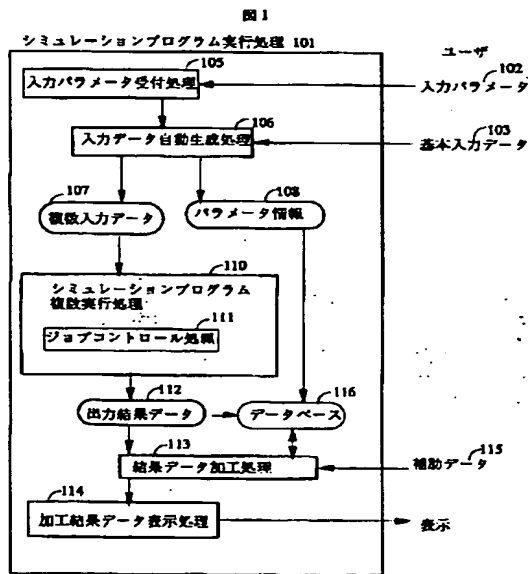 図1
シミュレーションプログラム実行処理 101
ユーザ
105
入力パラメータ受付処理
102
入力パラメータ
106
入力データ自動生成処理
103
基本入力データ
107
複数入力データ
108
パラメータ情報
110
シミュレーションプログラム
複数実行処理
111
ジョブコントロール処理
112
出力結果データ
116
データベース
113
結果データ加工処理
115
補助データ
114
加工結果データ表示処理
表示